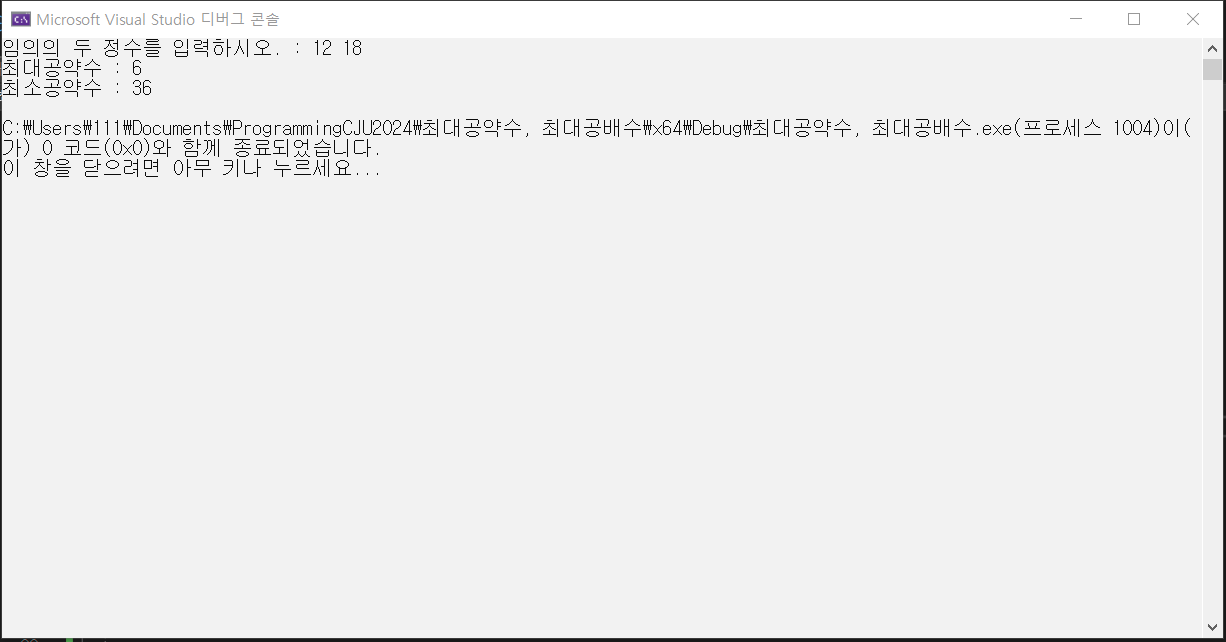 Microsoft Visual Studio 디버그 콘솔
임의의 두 정수를 입력하시오. : 12 18
최대공약수 : 6
최소공약수 : 36
C:\Users\111\Documents\ProgrammingCJU2024\최대공약수, 최대공배수\x64\Debug\최대공약수, 최대공배수.exe(프로세스 1004)이(
가) 0 코드(0x0)와 함께 종료되었습니다.
이 창을 닫으려면 아무 키나 누르세요...